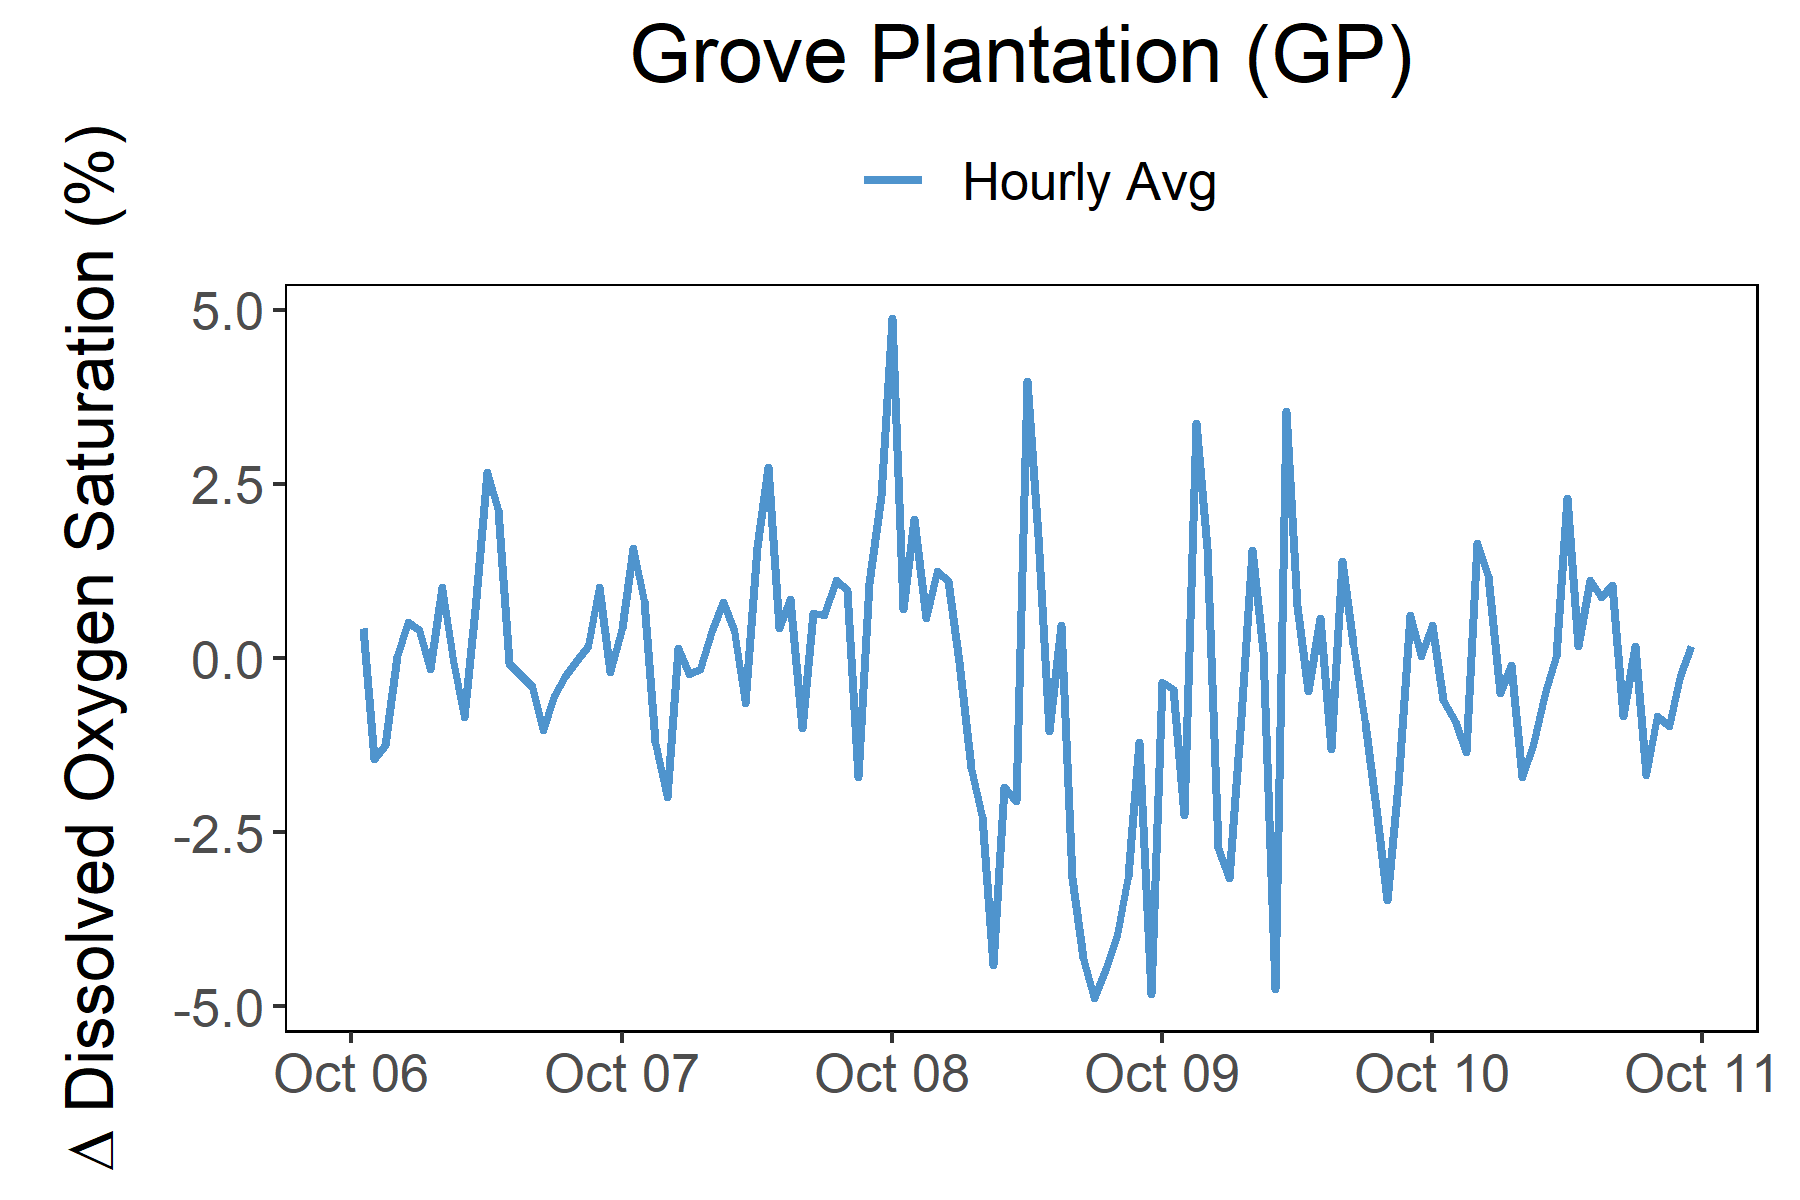 Grove Plantation (GP)
Hourly Avg
Δ Dissolved Oxygen Saturation (%)
5.0
2.5
0.0
-2.5
-5.0
Oct 06 Oct 07 Oct 08 Oct 09 Oct 10 Oct 11